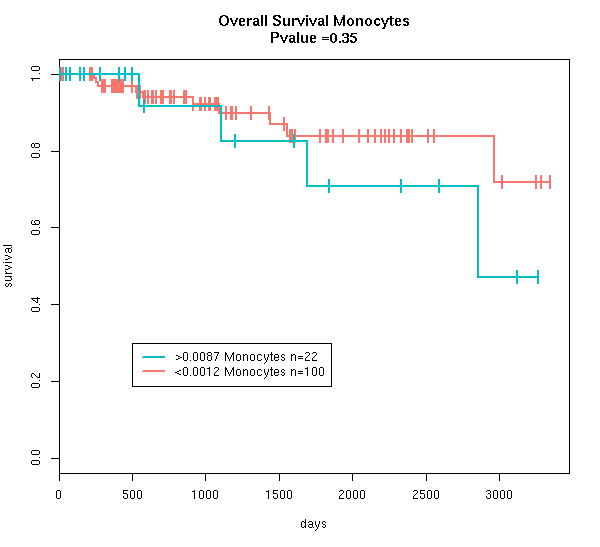 Overall Survival Monocytes
Pvalue =0.35
survival
1.0
0.8
0.6
0.4
0.2
0.0
>0.0087 Monocytes n=22
<0.0012 Monocytes n=100
0 500 1000 1500 2000 2500 3000
days